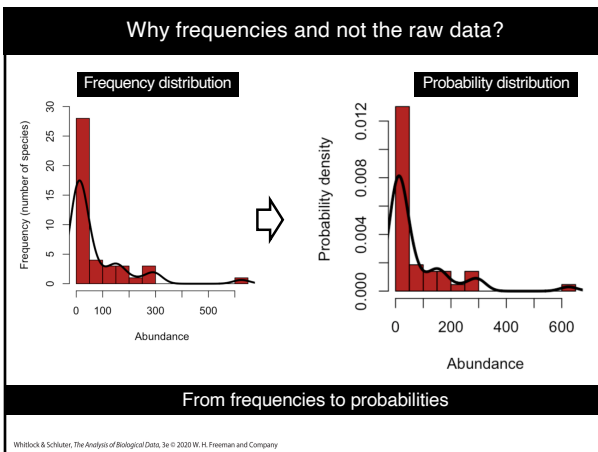 Why frequencies and not the raw data?
Frequency distribution
Probability distribution
Frequency (number of species)
30
25
20
15
10
5
0
0 100 500
Abundance
Probability density
0.012
0.008
0.004
0.000
0 200 400 600
Abundance
From frequencies to probabilities
Whitlock & Schluter, The Analysis of Biological Data, 3e © 2020 W. H. Freeman and Company